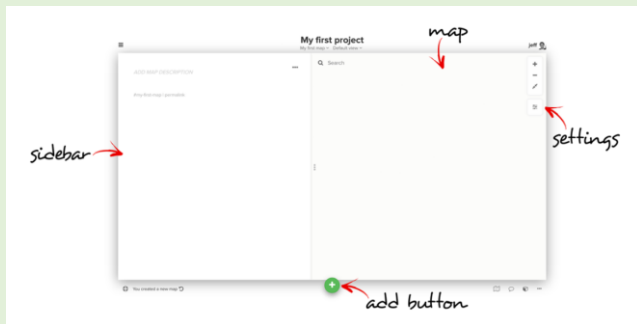 My first project
My first map Default view
jeff
map
Search
ADD MAP DESCRIPTION
settings
sidebar
You created a new map
add button